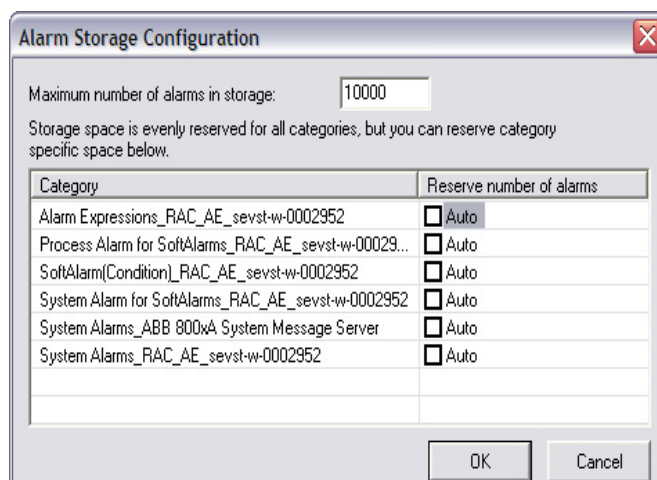 Alarm Storage Configuration
Maximum number of alarms in storage: 10000
Storage space is evenly reserved for all categories, but you can reserve category
specific space below.
Category Reserve number of alarms
Alarm Expressions_RAC_AE_sevst-w-0002952 Auto
Process Alarm for SoftAlarms_RAC_AE_sevst-w-00029... Auto
SoftAlarm(Condition)_RAC_AE_sevst-w-0002952 Auto
System Alarm for SoftAlarms_RAC_AE_sevst-w-0002952 Auto
System Alarms_ABB 800xA System Message Server Auto
System Alarms_RAC_AE_sevst-w-0002952 Auto
OK Cancel